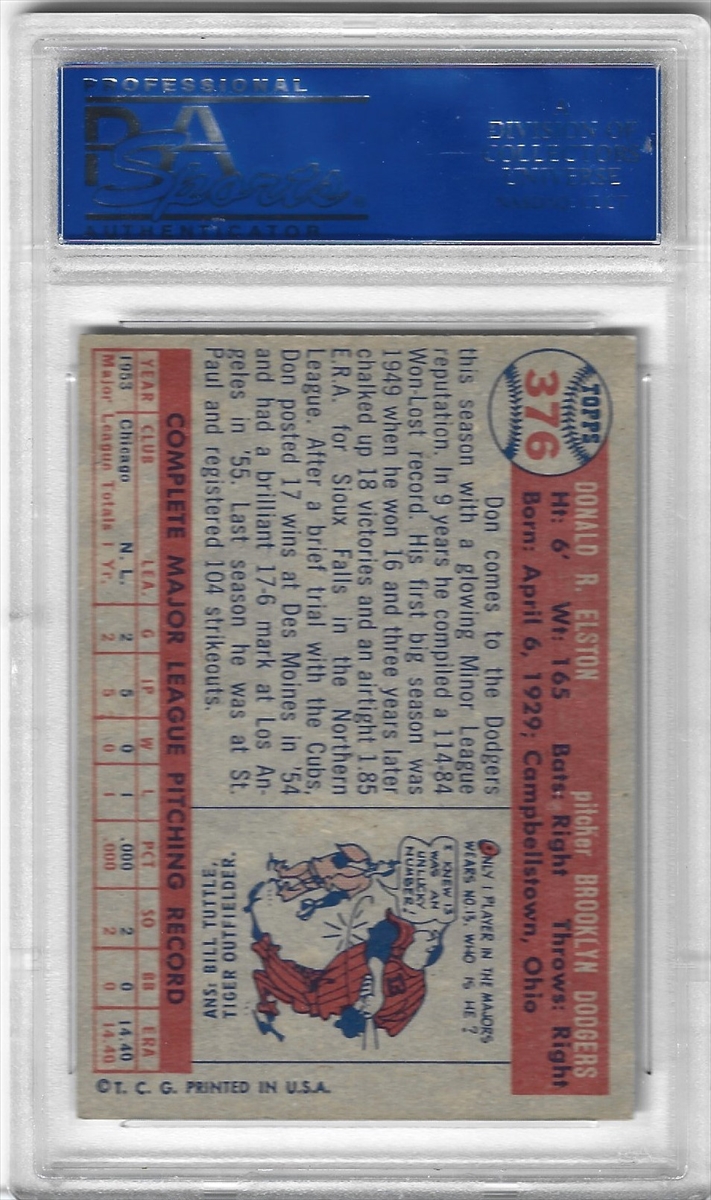 PROFESSIONAL
PSA
Sports
AUTHENTICATOR
A
DIVISION OF
COLLECTORS
UNIVERSE
TOPPS
376
DONALD R. ELSTON pitcher BROOKLYN DODGERS
Ht: 6' Wt: 165 Bats: Right Throws: Right
Born: April 6, 1929; Campbellstown, Ohio
Don comes to the Dodgers
this season with a glowing Minor League
reputation. In 9 years he compiled a 114-84
Won-Lost record. His first big season was
1949 when he won 16 and three years later
chalked up 18 victories and an airtight 1.85
E.R.A. for Sioux Falls in the Northern
League. After a brief trial with the Cubs,
Don posted 17 wins at Des Moines in '54
and had a brilliant 17-6 mark at Los An-
geles in '55. Last season he was at St.
Paul and registered 104 strikeouts.
ONLY 1 PLAYER IN THE MAJORS
WEARS NO. 13. WHO IS HE?
I KNEW 13
WAS AN
UNLUCKY
NUMBER!
B
ANS: BILL TUTTLE,
TIGER OUTFIELDER.
COMPLETE MAJOR LEAGUE PITCHING RECORD
YEAR CLUB LEA. G IP W L PCT SO BB ERA
1953 Chicago N. L. 2 5 0 1 .000 2 0 14.40
Major League Totals 1 Yr. 2 5 0 1 .000 2 0 14.40
©T. C. G. PRINTED IN U.S.A.